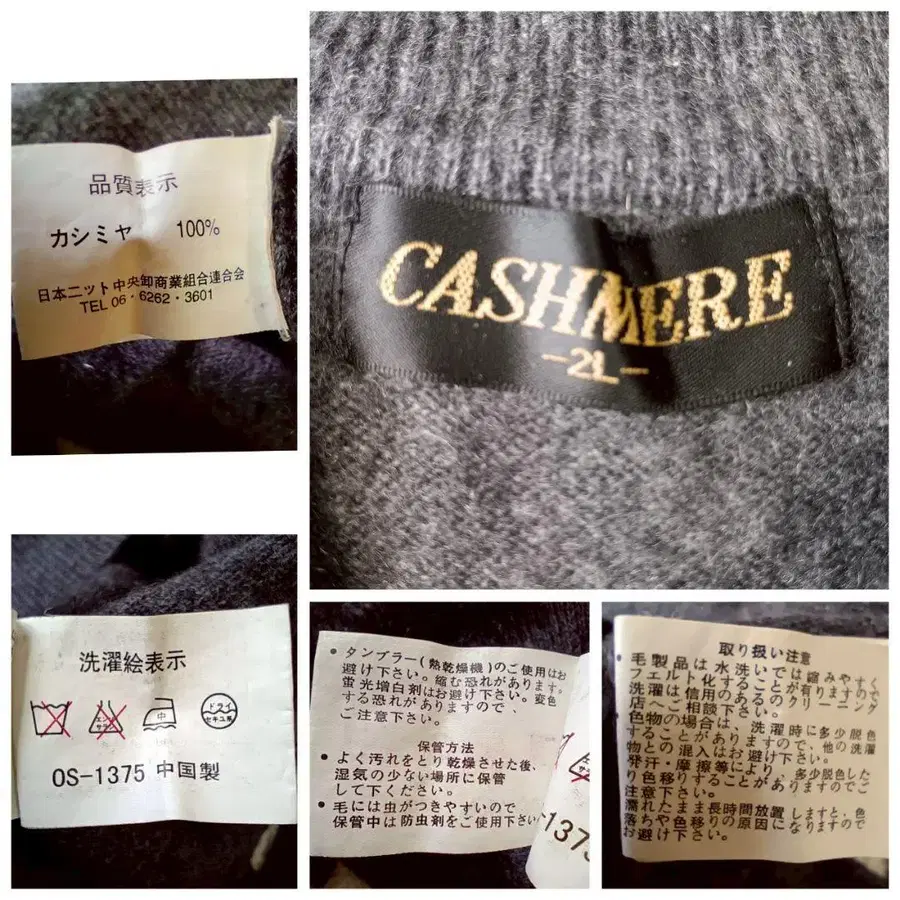 品質表示
カシミヤ 100%
日本ニット中央卸商業組合連合会
TEL 06・6262・3601
CASHMERE
-2L-
洗濯絵表示
エンソ
サラシ
中
ドライ
セキユ系
OS-1375 中国製
• タンブラー(熱乾燥機)のご使用はお
避け下さい。縮む恐れがあります。
蛍光増白剤はお避け下さい。変色
する恐れがありますので、
ご注意下さい。
保管方法
• よく汚れをとり乾燥させた後、
湿気の少ない場所に保管
して下ください。
• 毛には虫がつきやすいので
保管中は防虫剤をご使用下さい
1375
取り扱い注意
• 毛製品は水洗いでは縮みやすく
フエルト化することが有りますので
洗濯は信用のあるクリーニング
店へご相談下さい。
色物の場合は、洗濯時に多少脱色
することがありますので、他の洗濯
物との混入はお避け下さい。
発汗・摩擦等により、多少脱色した
り色移りすることがありますのでご
注意下さい。
濡れたまま長時間放置しますと、色
落ちや色移りの原因になりますので
お避け下さい。